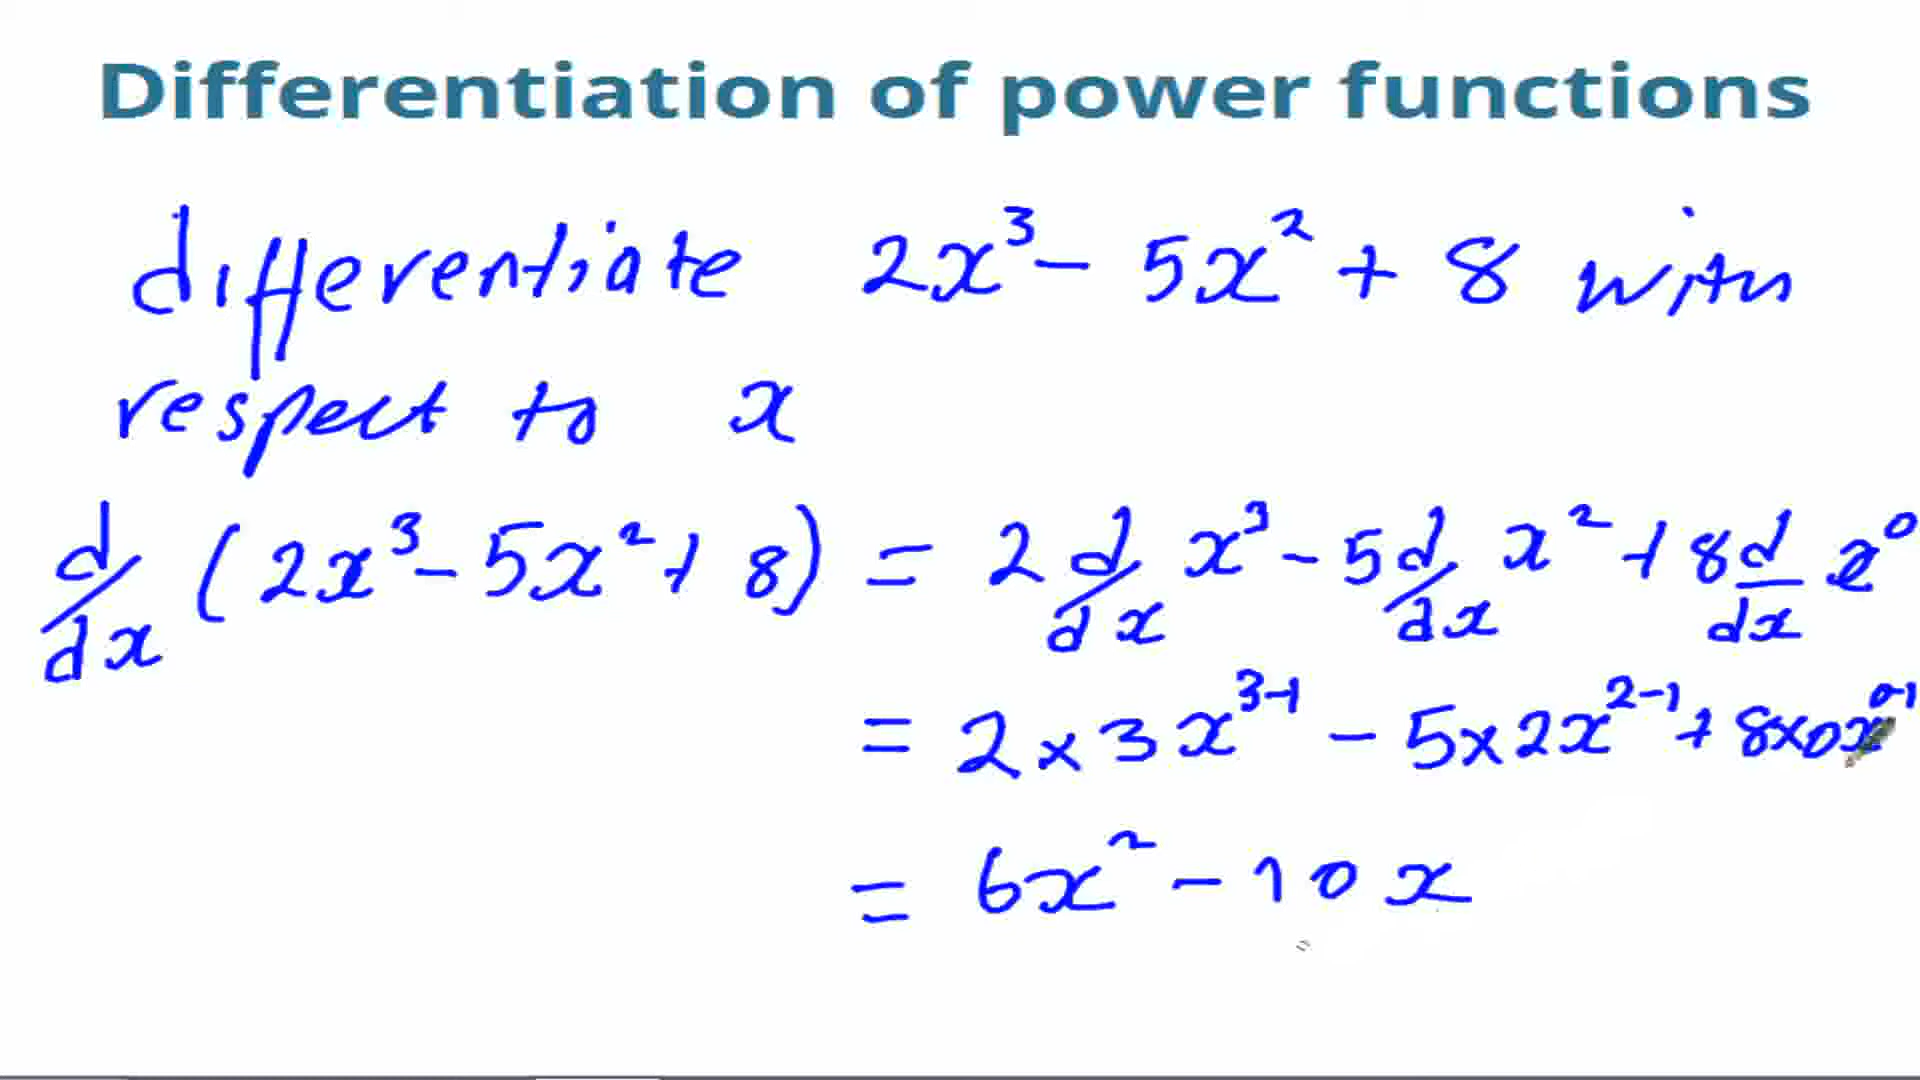 Differentiation of power functions
differentiate 2x³ - 5x² + 8 with
respect to x
d/dx (2x³ - 5x² + 8) = 2 d/dx x³ - 5 d/dx x² + 8 d/dx x⁰
= 2 × 3x³⁻¹ - 5×2x²⁻¹ + 8×0x⁰⁻¹
= 6x² - 10x